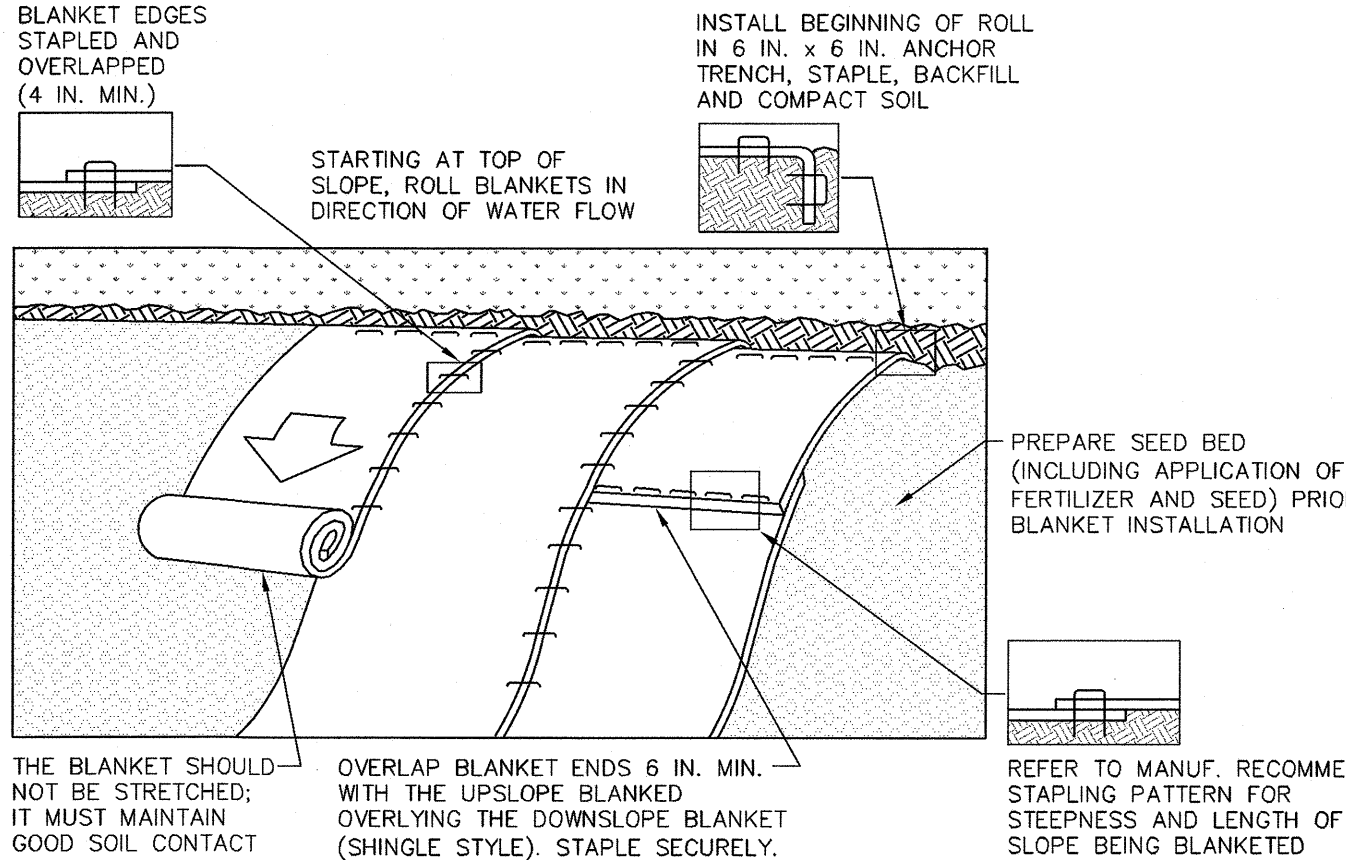 BLANKET EDGES
STAPLED AND
OVERLAPPED
(4 IN. MIN.)
INSTALL BEGINNING OF ROLL
IN 6 IN. x 6 IN. ANCHOR
TRENCH, STAPLE, BACKFILL
AND COMPACT SOIL
STARTING AT TOP OF
SLOPE, ROLL BLANKETS IN
DIRECTION OF WATER FLOW
PREPARE SEED BED
(INCLUDING APPLICATION OF
FERTILIZER AND SEED) PRIO
BLANKET INSTALLATION
THE BLANKET SHOULD
NOT BE STRETCHED;
IT MUST MAINTAIN
GOOD SOIL CONTACT
OVERLAP BLANKET ENDS 6 IN. MIN.
WITH THE UPSLOPE BLANKED
OVERLYING THE DOWNSLOPE BLANKET
(SHINGLE STYLE). STAPLE SECURELY.
REFER TO MANUF. RECOMME
STAPLING PATTERN FOR
STEEPNESS AND LENGTH OF
SLOPE BEING BLANKETED